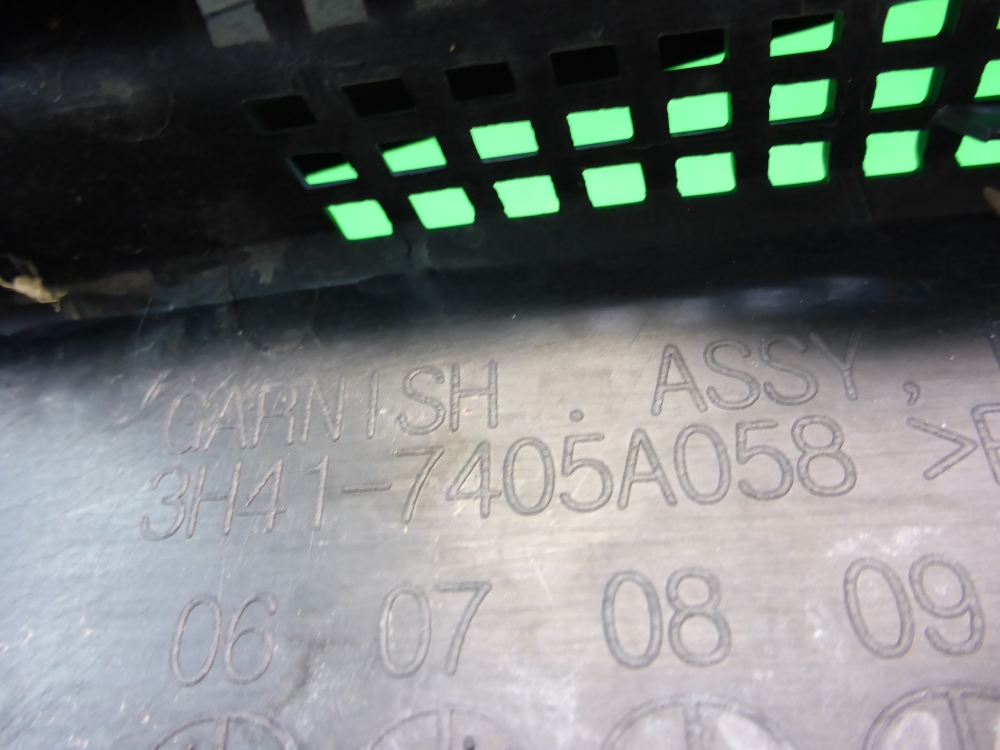 GARNISH . ASSY,
3H41-7405A058 >
06 07 08 09